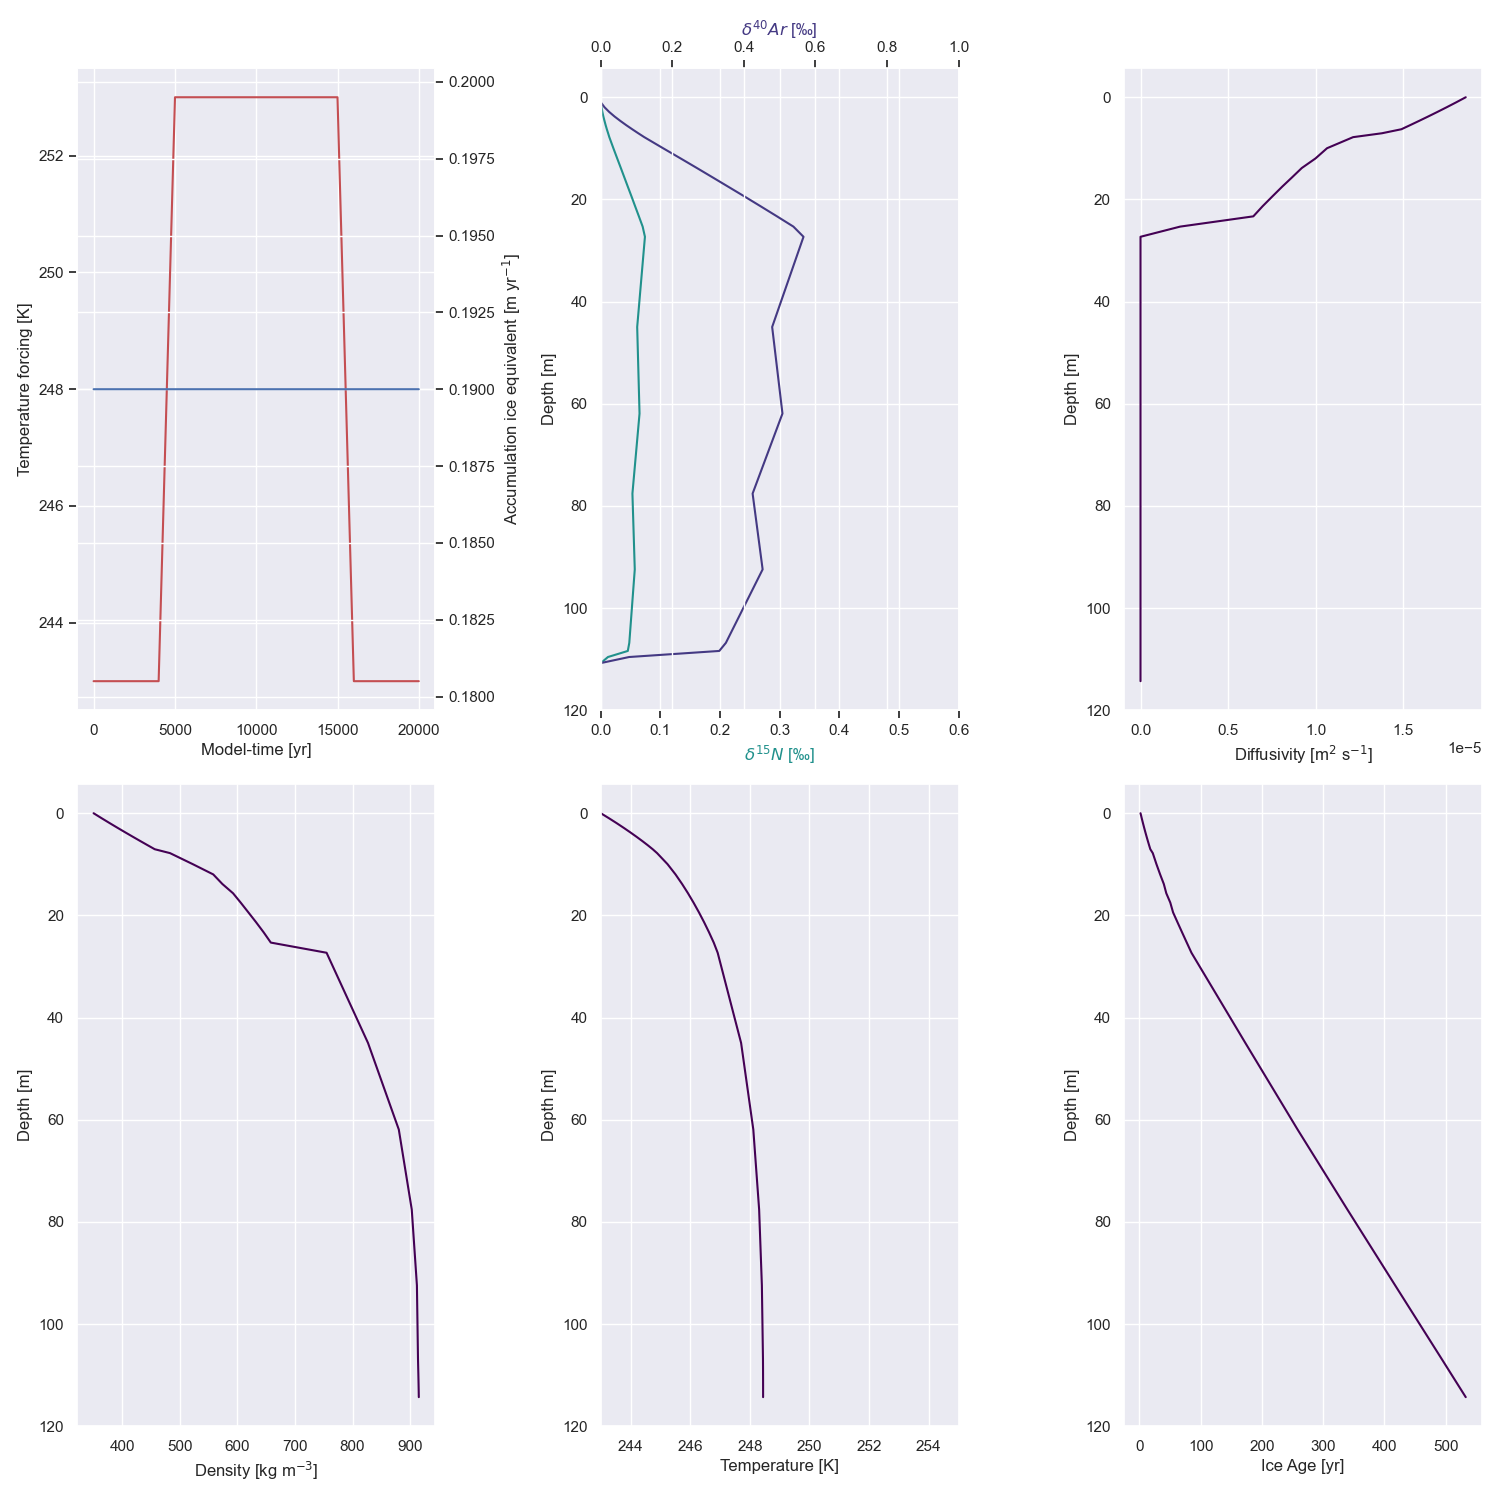 δ⁴⁰Ar [‰]
0.0 0.2 0.4 0.6 0.8 1.0
252
250
248
246
244
Temperature forcing [K]
0 5000 10000 15000 20000
Model-time [yr]
0.2000
0.1975
0.1950
0.1925
0.1900
0.1875
0.1850
0.1825
0.1800
Accumulation ice equivalent [m yr⁻¹]
0
20
40
60
80
100
120
Depth [m]
0.0 0.1 0.2 0.3 0.4 0.5 0.6
δ¹⁵N [‰]
0
20
40
60
80
100
120
Depth [m]
0.0 0.5 1.0 1.5
1e−5
Diffusivity [m² s⁻¹]
0
20
40
60
80
100
120
Depth [m]
400 500 600 700 800 900
Density [kg m⁻³]
0
20
40
60
80
100
120
Depth [m]
244 246 248 250 252 254
Temperature [K]
0
20
40
60
80
100
120
Depth [m]
0 100 200 300 400 500
Ice Age [yr]